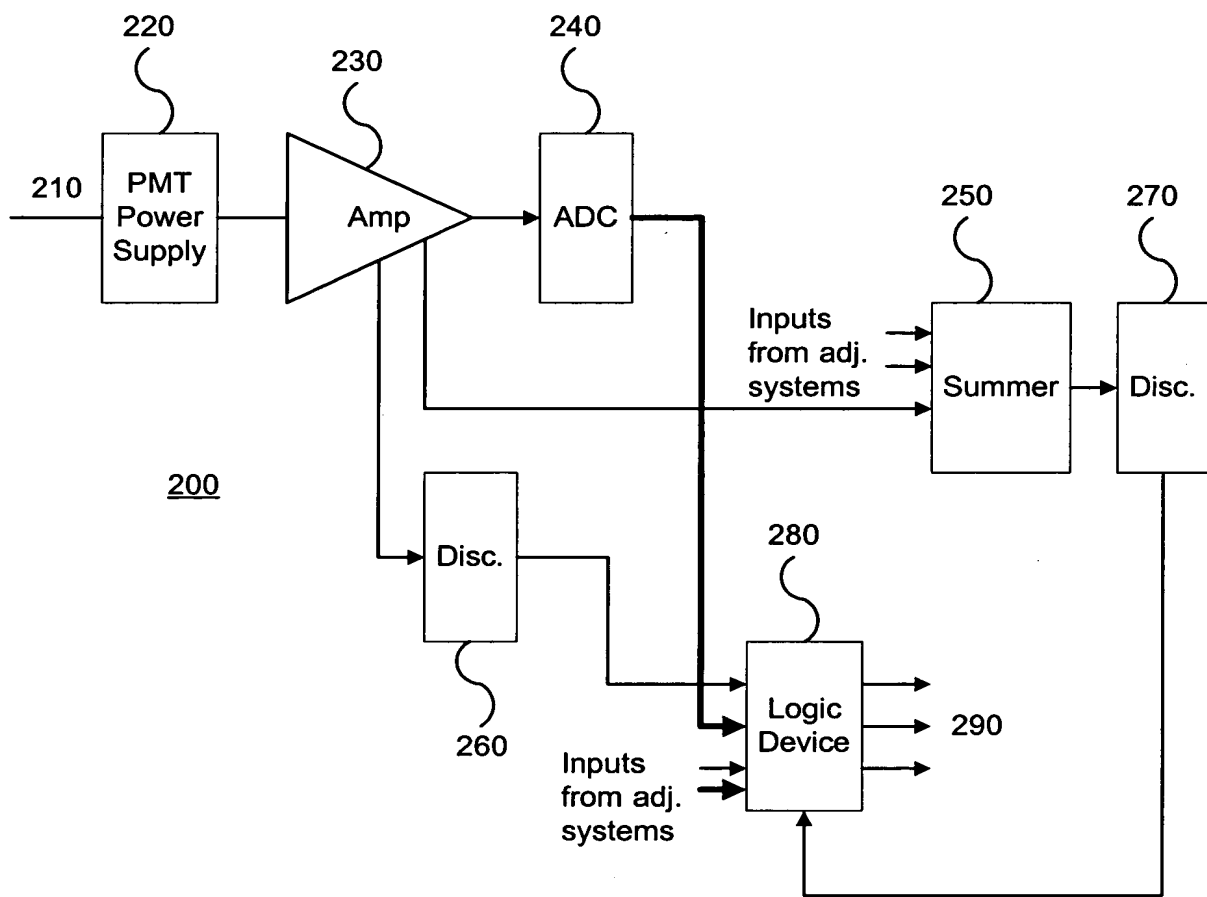 220
230
240
210
PMT
Power
Supply
Amp
ADC
250
270
Inputs
from adj.
systems
Summer
Disc.
200
Disc.
280
260
Logic
Device
290
Inputs
from adj.
systems